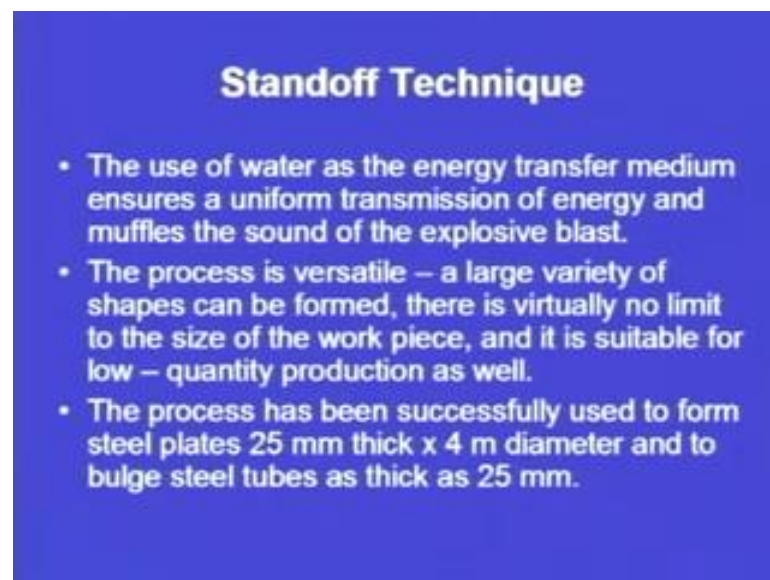 Standoff Technique
• The use of water as the energy transfer medium
ensures a uniform transmission of energy and
muffles the sound of the explosive blast.
• The process is versatile – a large variety of
shapes can be formed, there is virtually no limit
to the size of the work piece, and it is suitable for
low – quantity production as well.
• The process has been successfully used to form
steel plates 25 mm thick x 4 m diameter and to
bulge steel tubes as thick as 25 mm.